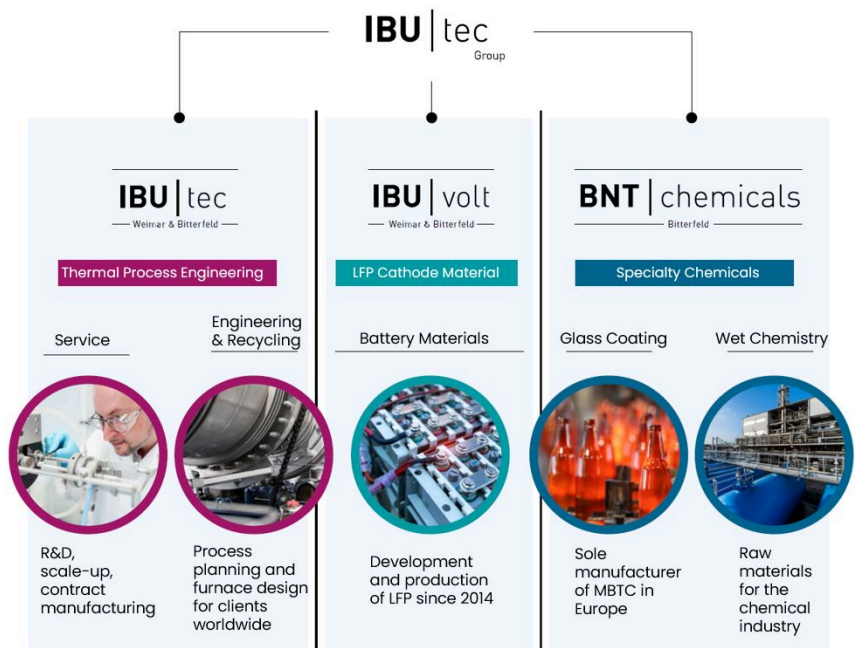 IBU|tec
Group
IBU|tec
Weimar & Bitterfeld
Thermal Process Engineering
Service
Engineering
& Recycling
R&D,
scale-up,
contract
manufacturing
Process
planning and
furnace design
for clients
worldwide
IBU|volt
Weimar & Bitterfeld
LFP Cathode Material
Battery Materials
Development
and production
of LFP since 2014
BNT|chemicals
Bitterfeld
Specialty Chemicals
Glass Coating
Wet Chemistry
Sole
manufacturer
of MBTC in
Europe
Raw
materials
for the
chemical
industry